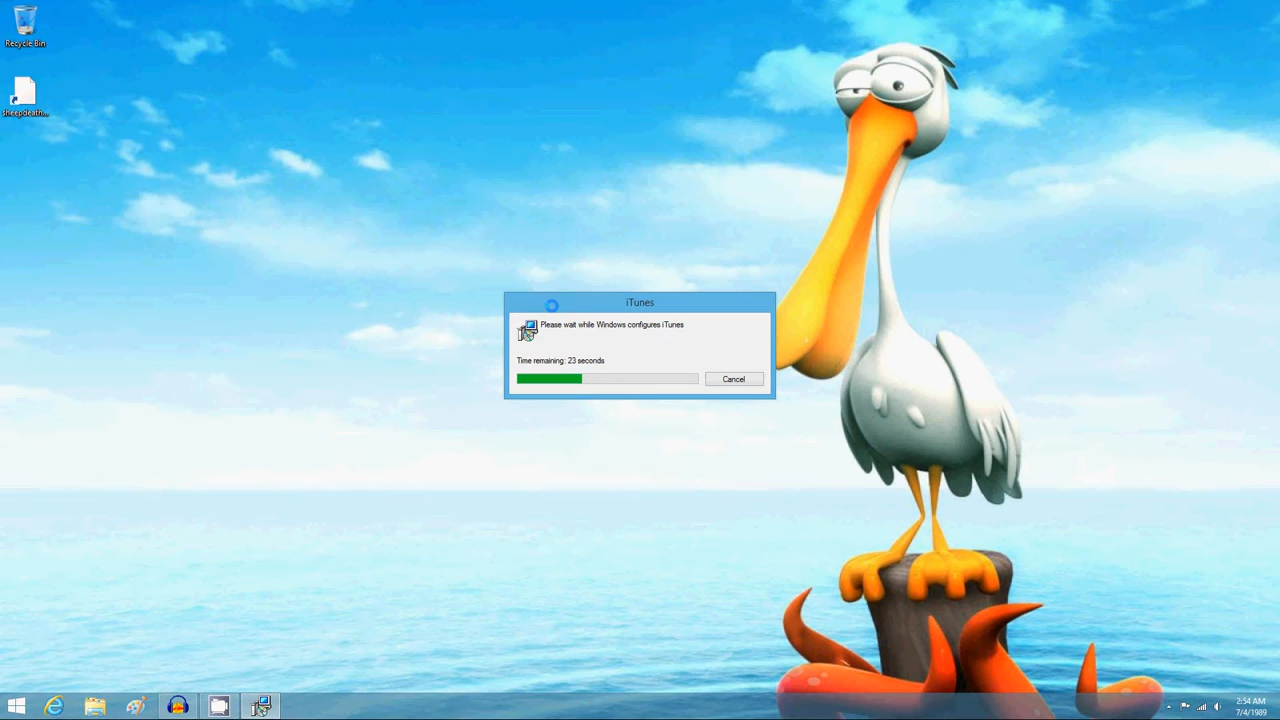 Recycle Bin
sheepdeath...
iTunes
Please wait while Windows configures iTunes
Time remaining: 23 seconds
Cancel
2:54 AM
7/4/1989